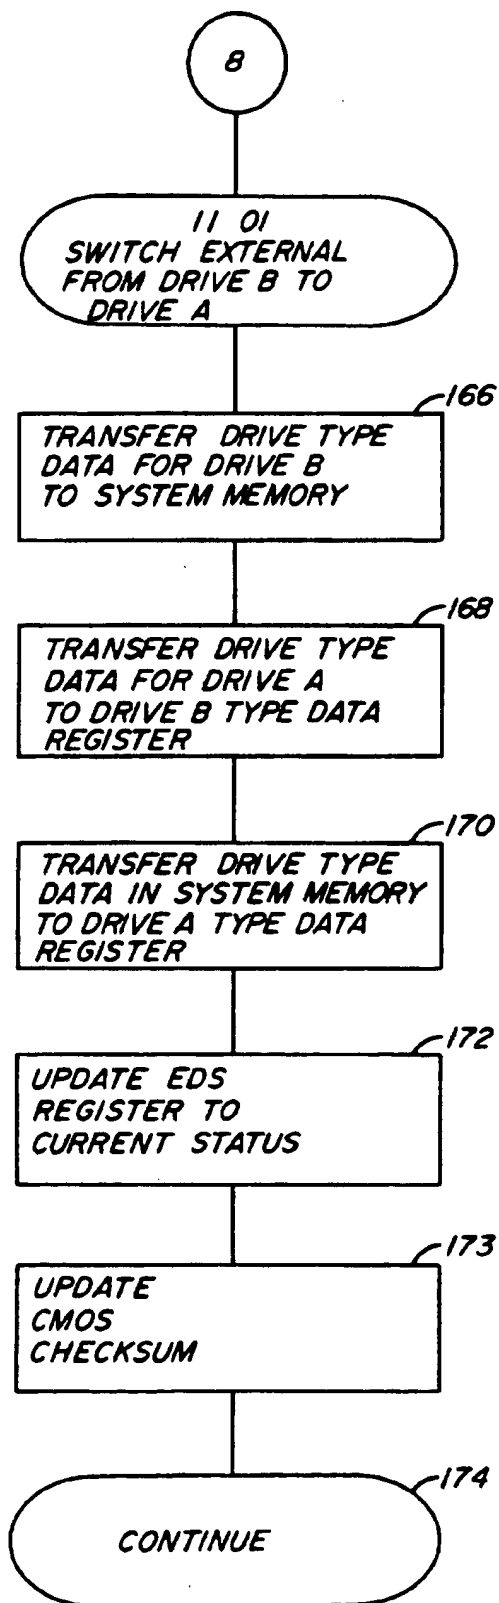 8
11 01
SWITCH EXTERNAL
FROM DRIVE B TO
DRIVE A
166
TRANSFER DRIVE TYPE
DATA FOR DRIVE B
TO SYSTEM MEMORY
168
TRANSFER DRIVE TYPE
DATA FOR DRIVE A
TO DRIVE B TYPE DATA
REGISTER
170
TRANSFER DRIVE TYPE
DATA IN SYSTEM MEMORY
TO DRIVE A TYPE DATA
REGISTER
172
UPDATE EDS
REGISTER TO
CURRENT STATUS
173
UPDATE
CMOS
CHECKSUM
174
CONTINUE